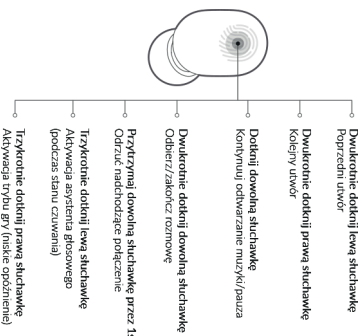 Dwukrotnie dotknij lewą słuchawkę
Poprzedni utwór
Dwukrotnie dotknij prawą słuchawkę
Kolejny utwór
Dotknij dowolną słuchawkę
Kontynuuj odtwarzanie muzyki/pauza
Dwukrotnie dotknij dowolną słuchawkę
Odbierz/zakończ rozmowę
Przytrzymaj dowolną słuchawkę przez 1s
Odrzuć nadchodzące połączenie
Trzykrotnie dotknij lewą słuchawkę
Aktywacja asystenta głosowego
(podczas stanu czuwania)
Trzykrotnie dotknij prawą słuchawkę
Aktywacja trybu gry (niskie opóźnienie)